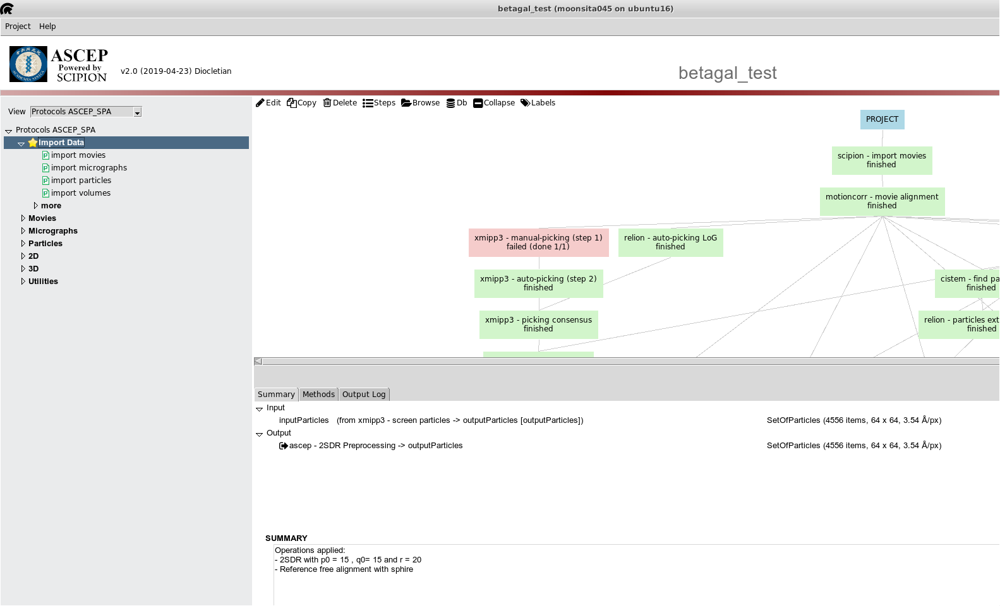 betagal_test (moonsita045 on ubuntu16)
Project Help
ASCEP
Powered by
SCIPION
v2.0 (2019-04-23) Diocletian
betagal_test
View Protocols ASCEP_SPA
Edit Copy Delete Steps Browse Db Collapse Labels
Protocols ASCEP_SPA
Import Data
import movies
import micrographs
import particles
import volumes
more
Movies
Micrographs
Particles
2D
3D
Utilities
PROJECT
scipion - import movies
finished
motioncorr - movie alignment
finished
xmipp3 - manual-picking (step 1)
failed (done 1/1)
relion - auto-picking LoG
finished
xmipp3 - auto-picking (step 2)
finished
cistem - find pa
finished
xmipp3 - picking consensus
finished
relion - particles ext
finished
Summary Methods Output Log
Input
inputParticles (from xmipp3 - screen particles -> outputParticles [outputParticles]) SetOfParticles (4556 items, 64 x 64, 3.54 Å/px)
Output
ascep - 2SDR Preprocessing -> outputParticles SetOfParticles (4556 items, 64 x 64, 3.54 Å/px)
SUMMARY
Operations applied:
- 2SDR with p0 = 15 , q0= 15 and r = 20
- Reference free alignment with sphire